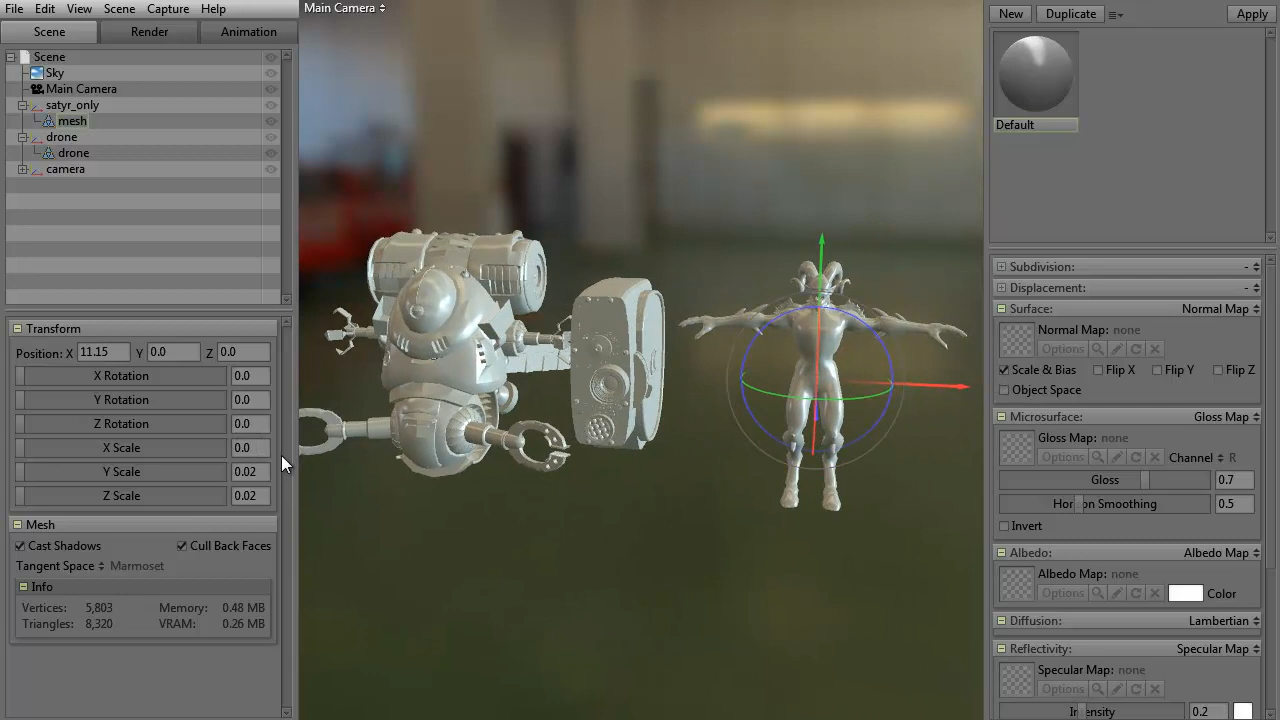 File Edit View Scene Capture Help
Scene Render Animation
Scene
Sky
Main Camera
satyr_only
mesh
drone
drone
camera
Transform
Position: X 11.15 Y 0.0 Z 0.0
X Rotation 0.0
Y Rotation 0.0
Z Rotation 0.0
X Scale 0.0
Y Scale 0.02
Z Scale 0.02
Mesh
Cast Shadows Cull Back Faces
Tangent Space Marmoset
Info
Vertices: 5,803 Memory: 0.48 MB
Triangles: 8,320 VRAM: 0.26 MB
Main Camera
New Duplicate Apply
Default
Subdivision: -
Displacement: -
Surface: Normal Map
Normal Map: none
Options
Scale & Bias Flip X Flip Y Flip Z
Object Space
Microsurface: Gloss Map
Gloss Map: none
Options Channel R
Gloss 0.7
Horizon Smoothing 0.5
Invert
Albedo: Albedo Map
Albedo Map: none
Options Color
Diffusion: Lambertian
Reflectivity: Specular Map
Specular Map: none
Options
Intensity 0.2